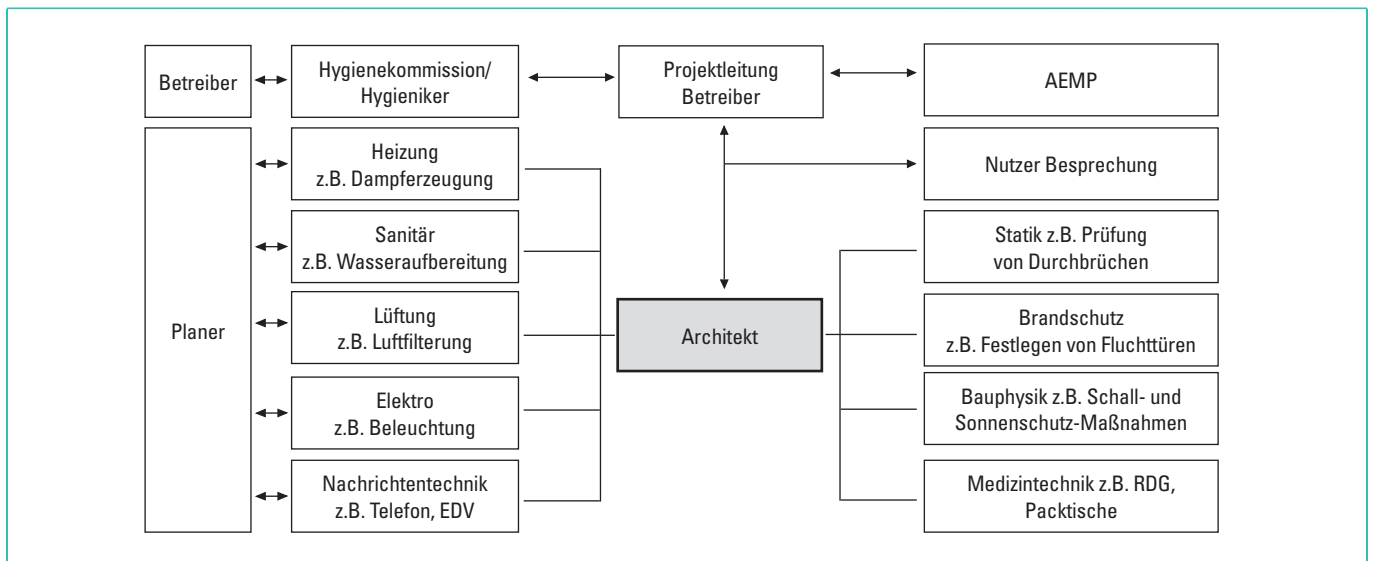 Betreiber
Hygienekommission/
Hygieniker
Projektleitung
Betreiber
AEMP
Planer
Heizung
z.B. Dampferzeugung
Nutzer Besprechung
Sanitär
z.B. Wasseraufbereitung
Statik z.B. Prüfung
von Durchbrüchen
Lüftung
z.B. Luftfilterung
Architekt
Brandschutz
z.B. Festlegen von Fluchttüren
Elektro
z.B. Beleuchtung
Bauphysik z.B. Schall- und
Sonnenschutz-Maßnahmen
Nachrichtentechnik
z.B. Telefon, EDV
Medizintechnik z.B. RDG,
Packtische